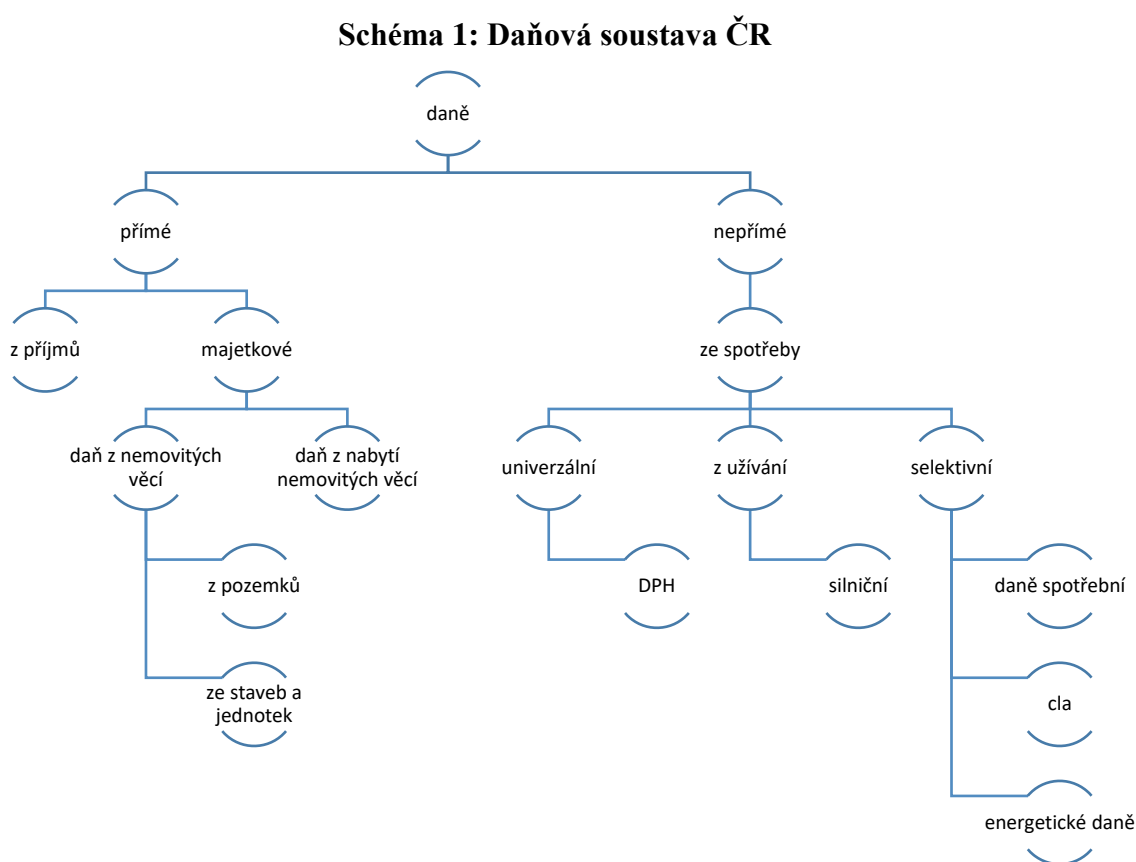 Schéma 1: Daňová soustava ČR
daně
přímé
nepřímé
z příjmů
majetkové
ze spotřeby
daň z nemovitých
věcí
daň z nabytí
nemovitých věcí
univerzální
z užívání
selektivní
z pozemků
DPH
silniční
daně spotřební
ze staveb a
jednotek
cla
energetické daně